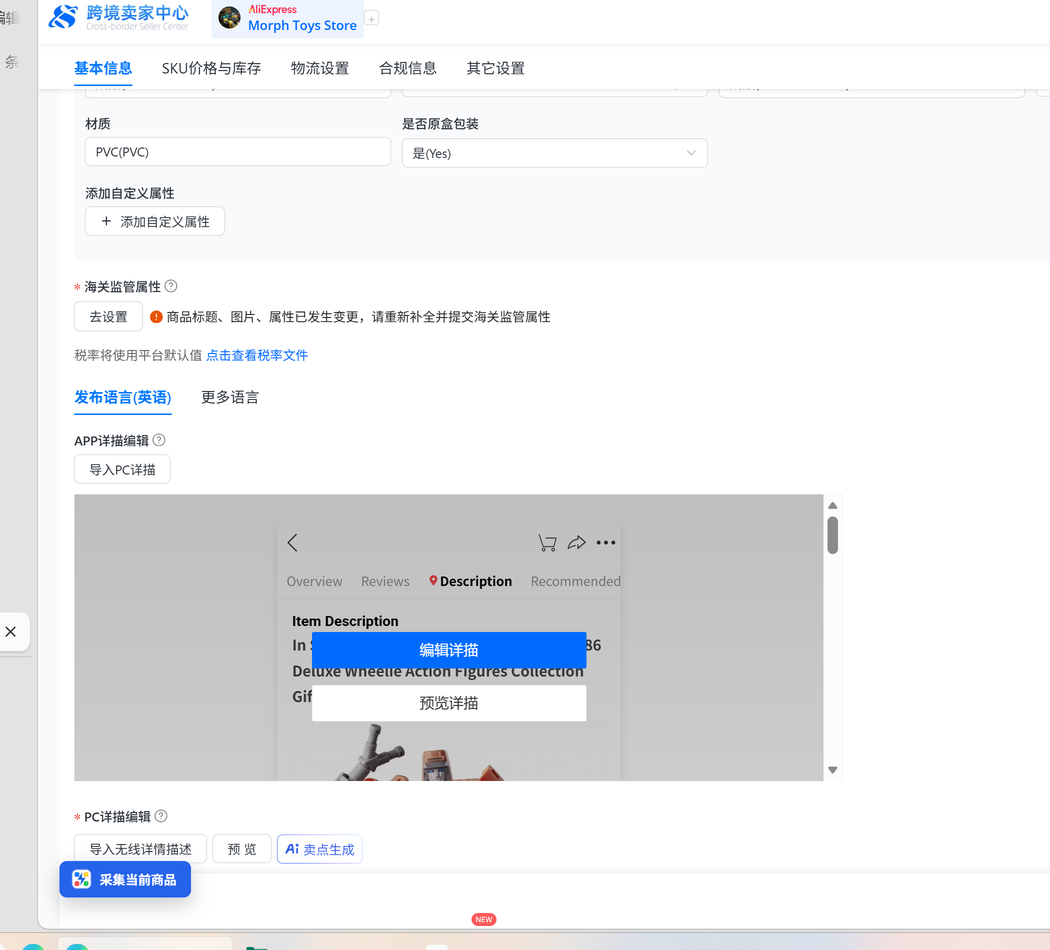 编辑
条
跨境卖家中心
Cross-border Seller Center
AliExpress
Morph Toys Store
基本信息 SKU价格与库存 物流设置 合规信息 其它设置
材质 是否原盒包装
PVC(PVC) 是(Yes)
添加自定义属性
+ 添加自定义属性
* 海关监管属性
去设置 商品标题、图片、属性已发生变更，请重新补全并提交海关监管属性
税率将使用平台默认值 点击查看税率文件
发布语言(英语) 更多语言
APP详描编辑
导入PC详描
Overview Reviews Description Recommended
Item Description
In 86
编辑详描
Deluxe Wheelie Action Figures Collection
Gif
预览详描
* PC详描编辑
导入无线详情描述 预 览 Ai 卖点生成
采集当前商品
NEW